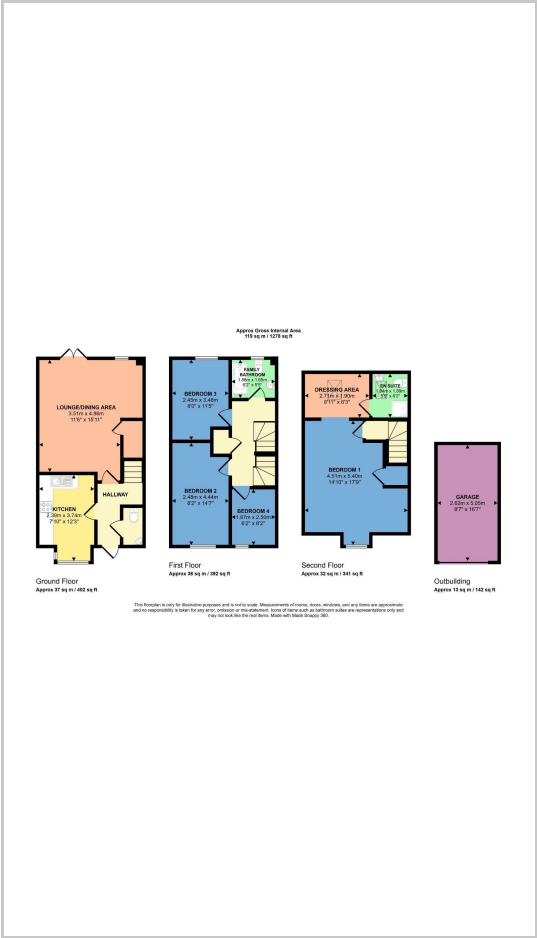 Approx Gross Internal Area
119 sq m / 1278 sq ft
LOUNGE/DINING AREA
3.51m x 4.86m
11'6" x 15'11"
KITCHEN
2.39m x 3.74m
7'10" x 12'3"
HALLWAY
Ground Floor
Approx 37 sq m / 402 sq ft
FAMILY
BATHROOM
1.88m x 1.65m
6'2" x 5'5"
BEDROOM 3
2.45m x 3.48m
8'0" x 11'5"
BEDROOM 2
2.48m x 4.44m
8'2" x 14'7"
BEDROOM 4
1.87m x 2.50m
6'2" x 8'2"
First Floor
Approx 36 sq m / 392 sq ft
DRESSING AREA
2.71m x 1.90m
8'11" x 6'3"
EN SUITE
BEDROOM 1
4.51m x 5.40m
14'10" x 17'9"
Second Floor
Approx 32 sq m / 341 sq ft
GARAGE
2.62m x 5.05m
8'7" x 16'7"
Outbuilding
Approx 13 sq m / 142 sq ft
This floorplan is only for illustrative purposes and is not to scale. Measurements of rooms, doors, windows, and any items are approximate
and no responsibility is taken for any error, omission or mis-statement. Icons of items such as bathroom suites are representations only and
may not look like the real items. Made with Made Snappy 360.